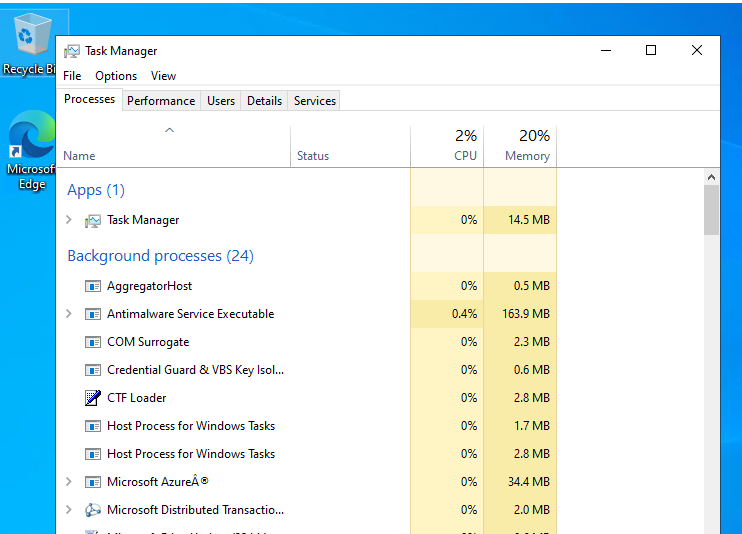 Recycle Bi
Microsof
Edge
Task Manager
File Options View
Processes Performance Users Details Services
2% 20%
Name Status CPU Memory
Apps (1)
Task Manager 0% 14.5 MB
Background processes (24)
AggregatorHost 0% 0.5 MB
Antimalware Service Executable 0.4% 163.9 MB
COM Surrogate 0% 2.3 MB
Credential Guard & VBS Key Isol... 0% 0.6 MB
CTF Loader 0% 2.8 MB
Host Process for Windows Tasks 0% 1.7 MB
Host Process for Windows Tasks 0% 2.8 MB
Microsoft AzureÂ® 0% 34.4 MB
Microsoft Distributed Transactio... 0% 2.0 MB